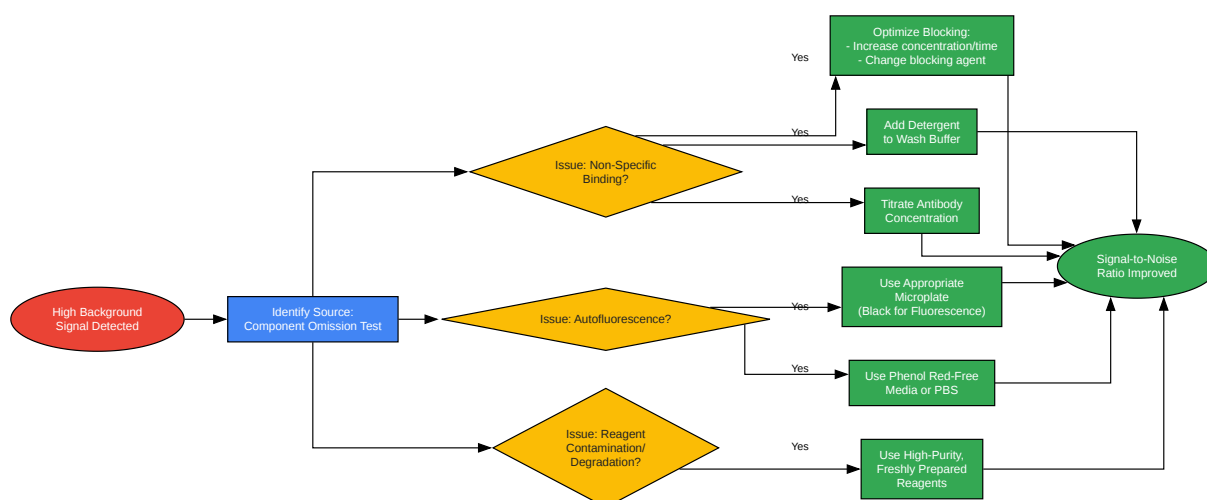 High Background
Signal Detected
Identify Source:
Component Omission Test
Issue: Non-Specific
Binding?
Issue: Autofluorescence?
Issue: Reagent
Contamination/
Degradation?
Yes
Yes
Yes
Yes
Yes
Yes
Optimize Blocking:
- Increase concentration/time
- Change blocking agent
Add Detergent
to Wash Buffer
Titrate Antibody
Concentration
Use Appropriate
Microplate
(Black for Fluorescence)
Use Phenol Red-Free
Media or PBS
Use High-Purity,
Freshly Prepared
Reagents
Signal-to-Noise
Ratio Improved